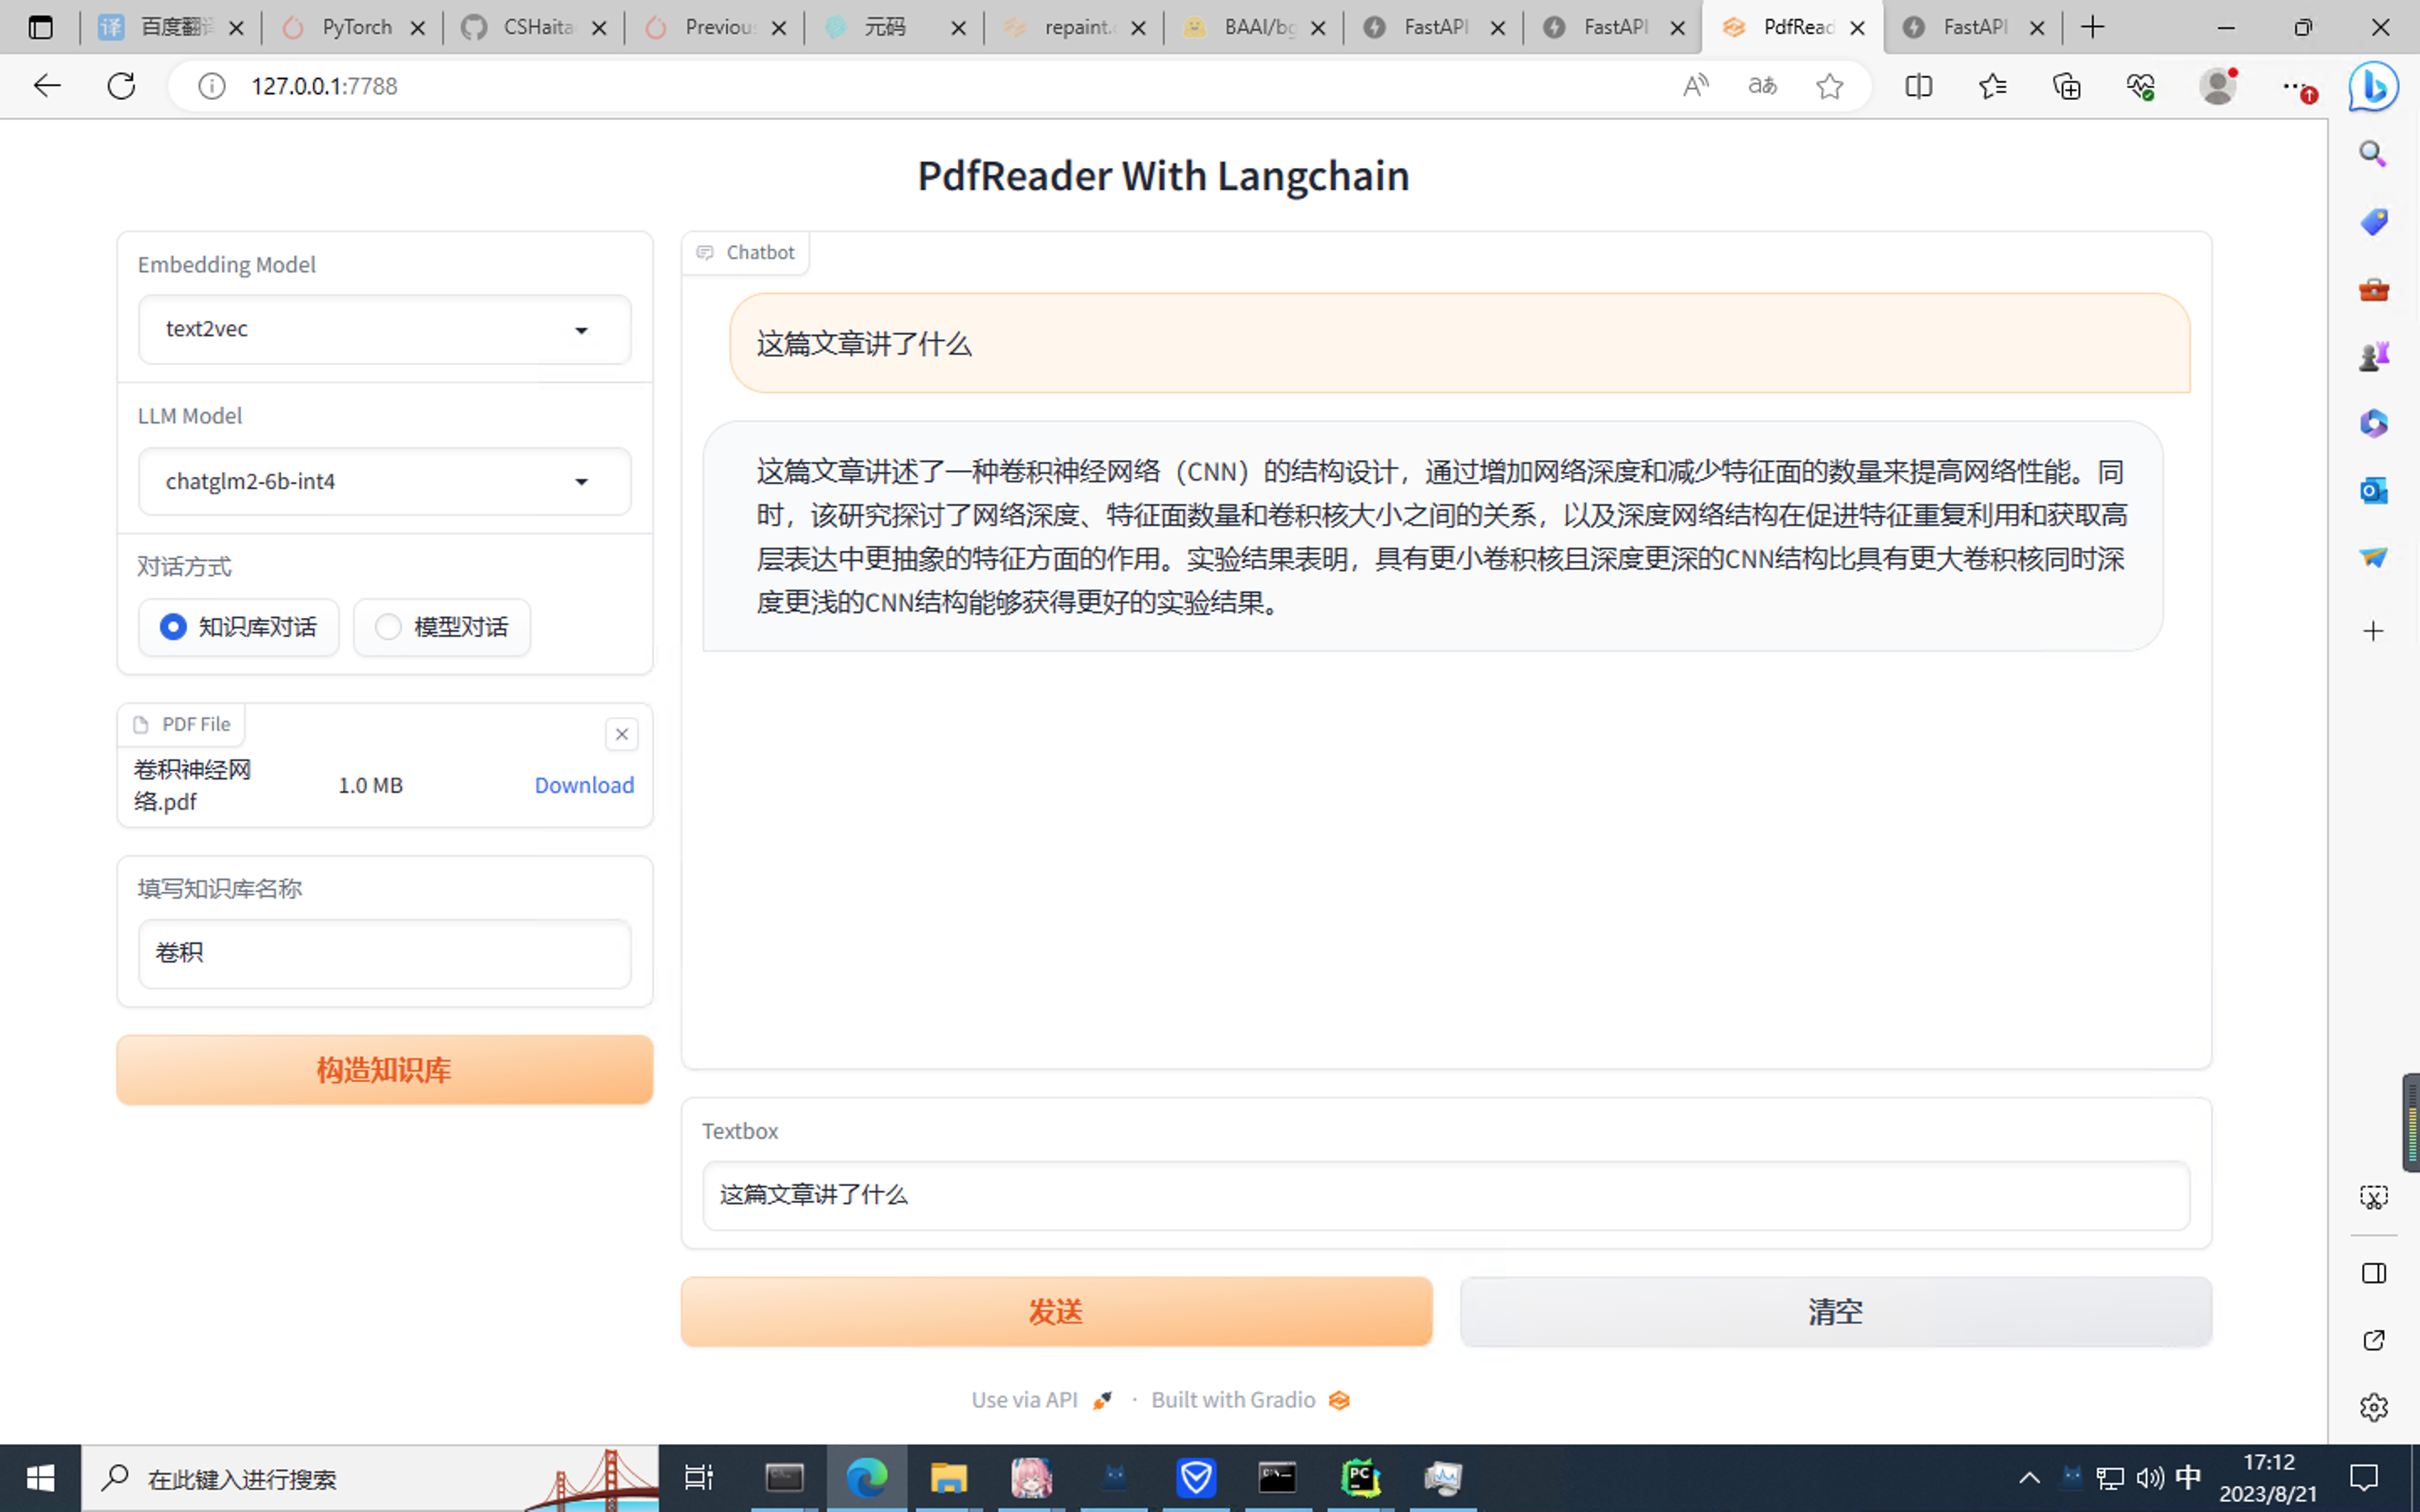 百度翻译
PyTorch
CSHaita
Previou
元码
repaint.
BAAI/bg
FastAPI
FastAPI
PdfRead
FastAPI
127.0.0.1:7788
PdfReader With Langchain
Embedding Model
text2vec
LLM Model
chatglm2-6b-int4
对话方式
知识库对话
模型对话
PDF File
卷积神经网
络.pdf
1.0 MB
Download
填写知识库名称
卷积
构造知识库
Chatbot
这篇文章讲了什么
这篇文章讲述了一种卷积神经网络（CNN）的结构设计，通过增加网络深度和减少特征面的数量来提高网络性能。同
时，该研究探讨了网络深度、特征面数量和卷积核大小之间的关系，以及深度网络结构在促进特征重复利用和获取高
层表达中更抽象的特征方面的作用。实验结果表明，具有更小卷积核且深度更深的CNN结构比具有更大卷积核同时深
度更浅的CNN结构能够获得更好的实验结果。
Textbox
这篇文章讲了什么
发送
清空
Use via API · Built with Gradio
在此键入进行搜索
中
17:12
2023/8/21